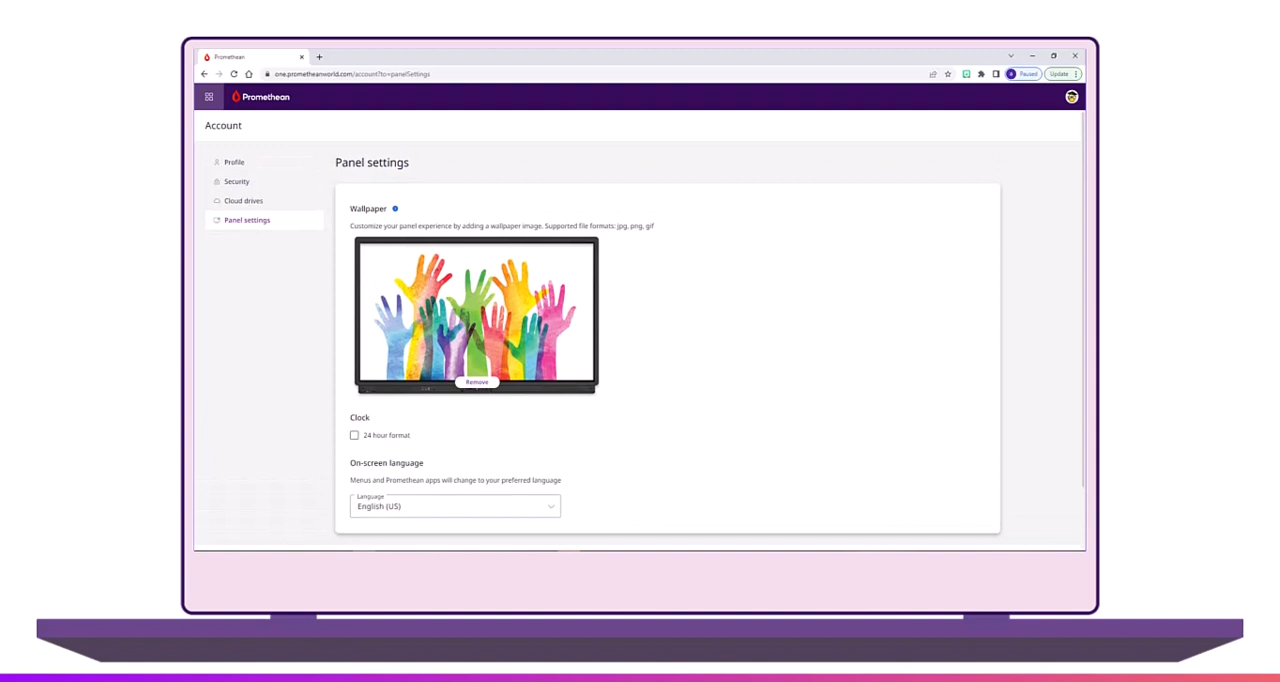 Promethean
one.prometheanworld.com/account?to=panelSettings
Paused
Update
Promethean
Account
Profile
Security
Cloud drives
Panel settings
Panel settings
Wallpaper
Customize your panel experience by adding a wallpaper image. Supported file formats: jpg, png, gif
Remove
Clock
24 hour format
On-screen language
Menus and Promethean apps will change to your preferred language
Language
English (US)